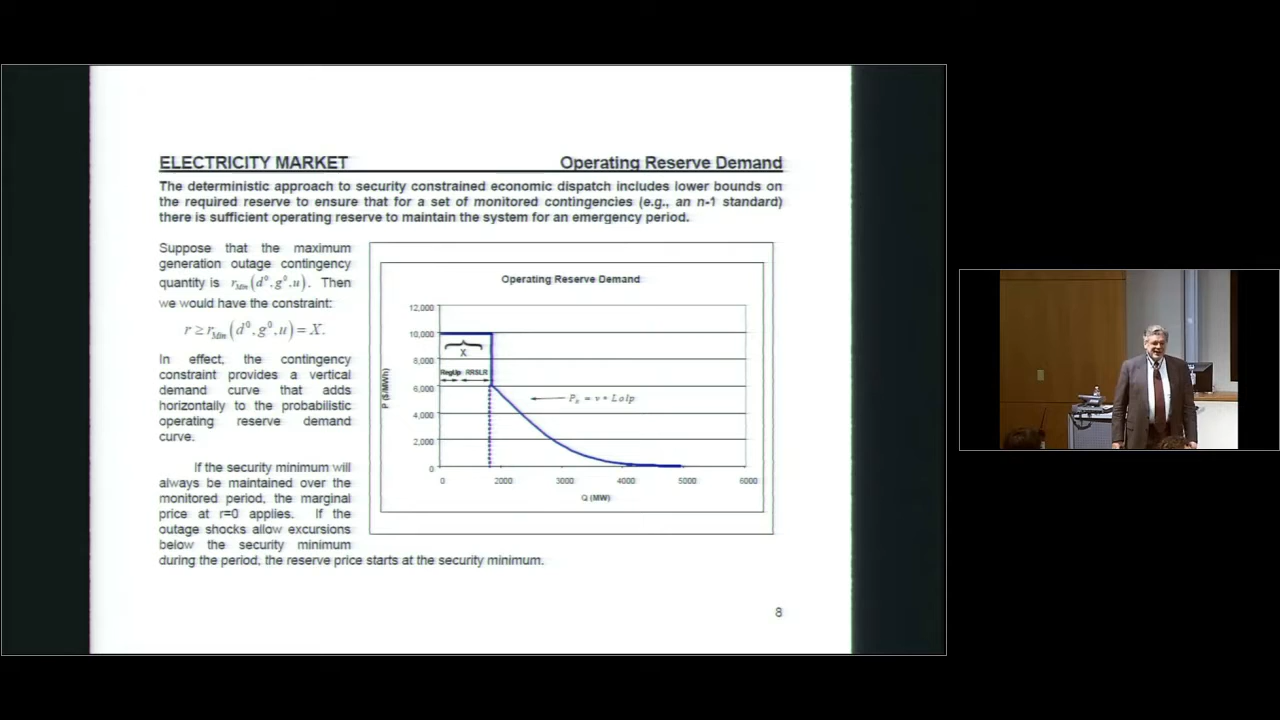 ELECTRICITY MARKET Operating Reserve Demand
The deterministic approach to security constrained economic dispatch includes lower bounds on
the required reserve to ensure that for a set of monitored contingencies (e.g., an n-1 standard)
there is sufficient operating reserve to maintain the system for an emergency period.
Suppose that the maximum
generation outage contingency
quantity is r_Min(d⁰,g⁰,u). Then
we would have the constraint:
r ≥ r_Min(d⁰,g⁰,u) = X.
In effect, the contingency
constraint provides a vertical
demand curve that adds
horizontally to the probabilistic
operating reserve demand
curve.
If the security minimum will
always be maintained over the
monitored period, the marginal
price at r=0 applies. If the
outage shocks allow excursions
below the security minimum
during the period, the reserve price starts at the security minimum.
Operating Reserve Demand
12,000
10,000
8,000
6,000
4,000
2,000
0
P ($/MWh)
X
RegUp RRSLR
= v * Lolp
0 2000 3000 4000 5000 6000
Q (MW)
8